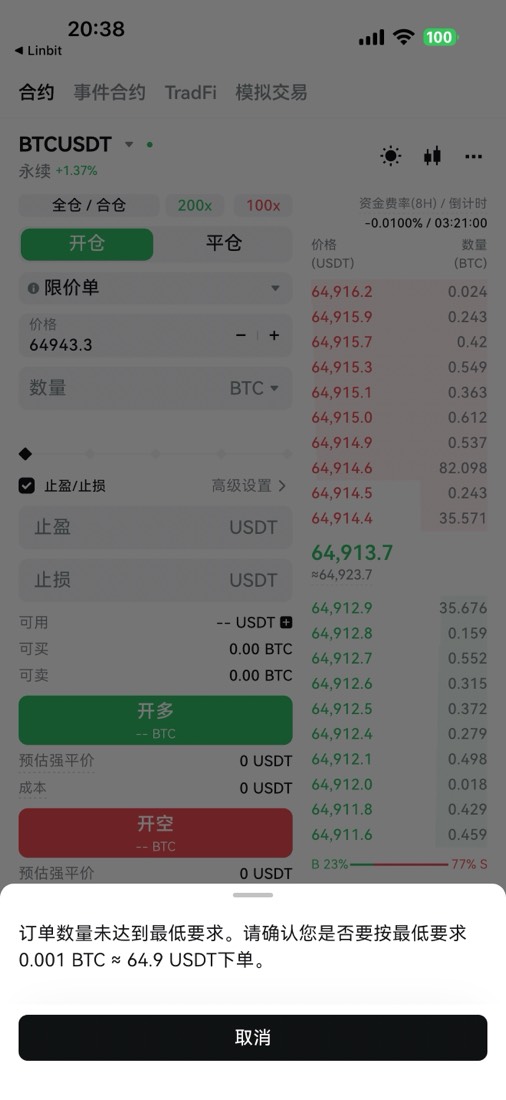 20:38
100
◀ Linbit
合约 事件合约 TradFi 模拟交易
BTCUSDT
永续 +1.37%
全仓 / 合仓 200x 100x
开仓 平仓
限价单
价格
64943.3
数量 BTC
止盈/止损 高级设置
止盈 USDT
止损 USDT
可用 -- USDT
可买 0.00 BTC
可卖 0.00 BTC
开多
-- BTC
预估强平价 0 USDT
成本 0 USDT
开空
-- BTC
预估强平价 0 USDT
资金费率(8H) / 倒计时
-0.0100% / 03:21:00
价格 数量
(USDT) (BTC)
64,916.2 0.024
64,915.9 0.243
64,915.7 0.42
64,915.3 0.549
64,915.1 0.363
64,915.0 0.612
64,914.9 0.537
64,914.6 82.098
64,914.5 0.243
64,914.4 35.571
64,913.7
≈64,923.7
64,912.9 35.676
64,912.8 0.159
64,912.7 0.552
64,912.6 0.315
64,912.5 0.372
64,912.4 0.279
64,912.1 0.498
64,912.0 0.018
64,911.8 0.429
64,911.6 0.459
B 23% 77% S
订单数量未达到最低要求。请确认您是否要按最低要求
0.001 BTC ≈ 64.9 USDT下单。
取消